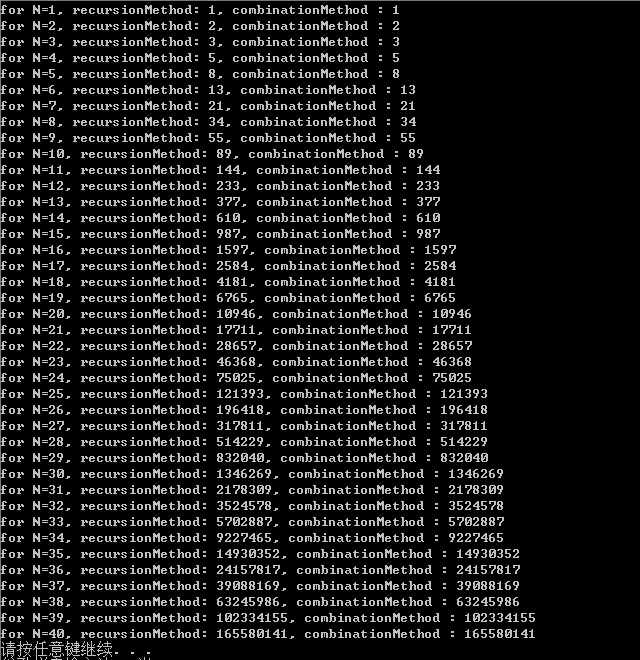 for N=1, recursionMethod: 1, combinationMethod : 1
for N=2, recursionMethod: 2, combinationMethod : 2
for N=3, recursionMethod: 3, combinationMethod : 3
for N=4, recursionMethod: 5, combinationMethod : 5
for N=5, recursionMethod: 8, combinationMethod : 8
for N=6, recursionMethod: 13, combinationMethod : 13
for N=7, recursionMethod: 21, combinationMethod : 21
for N=8, recursionMethod: 34, combinationMethod : 34
for N=9, recursionMethod: 55, combinationMethod : 55
for N=10, recursionMethod: 89, combinationMethod : 89
for N=11, recursionMethod: 144, combinationMethod : 144
for N=12, recursionMethod: 233, combinationMethod : 233
for N=13, recursionMethod: 377, combinationMethod : 377
for N=14, recursionMethod: 610, combinationMethod : 610
for N=15, recursionMethod: 987, combinationMethod : 987
for N=16, recursionMethod: 1597, combinationMethod : 1597
for N=17, recursionMethod: 2584, combinationMethod : 2584
for N=18, recursionMethod: 4181, combinationMethod : 4181
for N=19, recursionMethod: 6765, combinationMethod : 6765
for N=20, recursionMethod: 10946, combinationMethod : 10946
for N=21, recursionMethod: 17711, combinationMethod : 17711
for N=22, recursionMethod: 28657, combinationMethod : 28657
for N=23, recursionMethod: 46368, combinationMethod : 46368
for N=24, recursionMethod: 75025, combinationMethod : 75025
for N=25, recursionMethod: 121393, combinationMethod : 121393
for N=26, recursionMethod: 196418, combinationMethod : 196418
for N=27, recursionMethod: 317811, combinationMethod : 317811
for N=28, recursionMethod: 514229, combinationMethod : 514229
for N=29, recursionMethod: 832040, combinationMethod : 832040
for N=30, recursionMethod: 1346269, combinationMethod : 1346269
for N=31, recursionMethod: 2178309, combinationMethod : 2178309
for N=32, recursionMethod: 3524578, combinationMethod : 3524578
for N=33, recursionMethod: 5702887, combinationMethod : 5702887
for N=34, recursionMethod: 9227465, combinationMethod : 9227465
for N=35, recursionMethod: 14930352, combinationMethod : 14930352
for N=36, recursionMethod: 24157817, combinationMethod : 24157817
for N=37, recursionMethod: 39088169, combinationMethod : 39088169
for N=38, recursionMethod: 63245986, combinationMethod : 63245986
for N=39, recursionMethod: 102334155, combinationMethod : 102334155
for N=40, recursionMethod: 165580141, combinationMethod : 165580141
请按任意键继续. . .